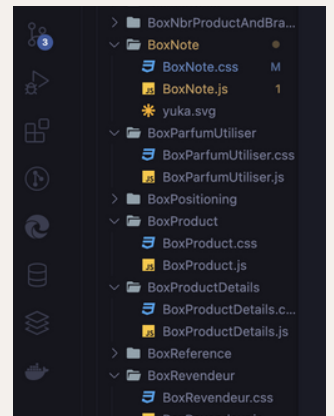 BoxNbrProductAndBra...
3
BoxNote
BoxNote.css M
BoxNote.js 1
yuka.svg
BoxParfumUtiliser
BoxParfumUtiliser.css
BoxParfumUtiliser.js
BoxPositioning
BoxProduct
BoxProduct.css
BoxProduct.js
BoxProductDetails
BoxProductDetails.c...
BoxProductDetails.js
BoxReference
BoxRevendeur
BoxRevendeur.css